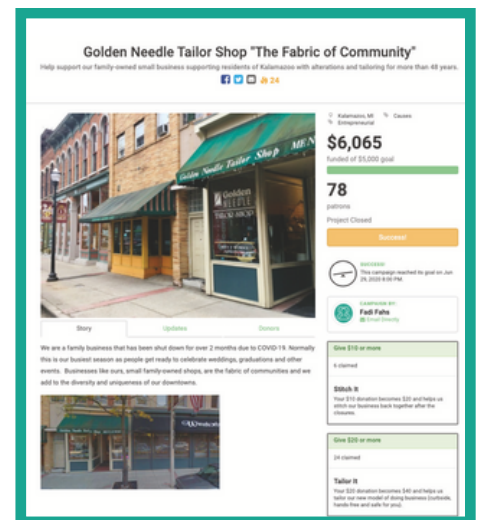 Golden Needle Tailor Shop "The Fabric of Community"
Help support our family-owned small business supporting residents of Kalamazoo with alterations and tailoring for more than 48 years.
24
Golden Needle Tailor Shop MEN
Golden
NEEDLE
TAILOR SHOP
Kalamazoo, MI Causes
Entrepreneurial
$6,065
funded of $5,000 goal
78
patrons
Project Closed
Success!
SUCCESS!
This campaign reached its goal on Jun
29, 2020 8:00 PM.
CAMPAIGN BY:
Fadi Fahs
Email Directly
Story Updates Donors
We are a family business that has been shut down for over 2 months due to COVID-19. Normally
this is our busiest season as people get ready to celebrate weddings, graduations and other
events. Businesses like ours, small family-owned shops, are the fabric of communities and we
add to the diversity and uniqueness of our downtowns.
Give $10 or more
6 claimed
Stitch It
Your $10 donation becomes $20 and helps us
stitch our business back together after the
closures.
Give $20 or more
24 claimed
Tailor It
Your $20 donation becomes $40 and helps us
tailor our new model of doing business (curbside,
hands free and safe for you).